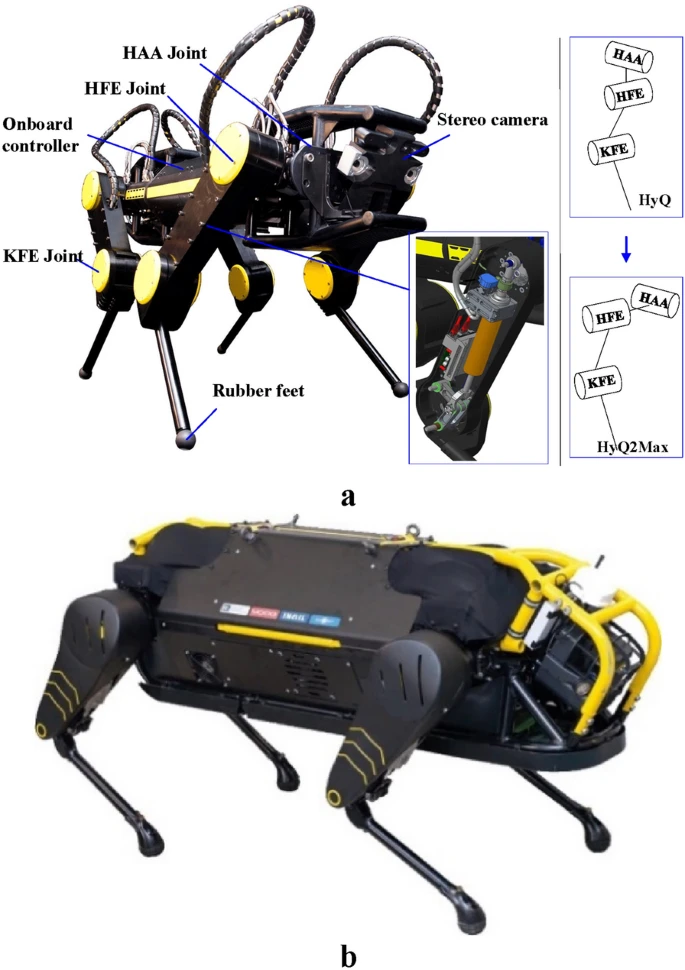 HAA Joint
HFE Joint
Onboard
controller
Stereo camera
KFE Joint
Rubber feet
HAA
HFE
KFE
HyQ
HFE
HAA
KFE
HyQ2Max
a
MOOG
b